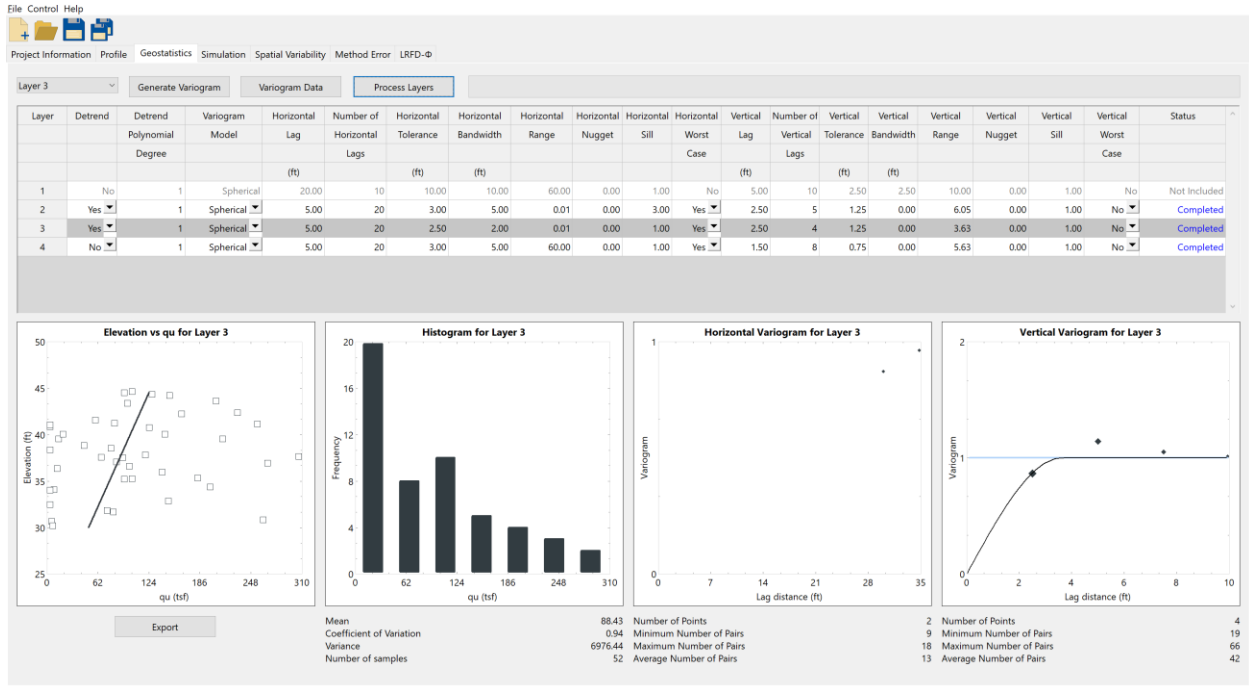 File Control Help
Project Information Profile Geostatistics Simulation Spatial Variability Method Error LRFD-Φ
Layer 3 Generate Variogram Variogram Data Process Layers
Layer Detrend Detrend Variogram Horizontal Number of Horizontal Horizontal Horizontal Horizontal Horizontal Horizontal Vertical Number of Vertical Vertical Vertical Vertical Vertical Vertical Status
Polynomial Model Lag Horizontal Tolerance Bandwidth Range Nugget Sill Worst Lag Vertical Tolerance Bandwidth Range Nugget Sill Worst
Degree Lags Case Lags Case
(ft) (ft) (ft) (ft) (ft) (ft)
1 No 1 Spherical 20.00 10 10.00 10.00 60.00 0.00 1.00 No 5.00 10 2.50 2.50 10.00 0.00 1.00 No Not Included
2 Yes 1 Spherical 5.00 20 3.00 5.00 0.01 0.00 3.00 Yes 2.50 5 1.25 0.00 6.05 0.00 1.00 No Completed
3 Yes 1 Spherical 5.00 20 2.50 2.00 0.01 0.00 1.00 Yes 2.50 4 1.25 0.00 3.63 0.00 1.00 No Completed
4 No 1 Spherical 5.00 20 3.00 5.00 60.00 0.00 1.00 Yes 1.50 8 0.75 0.00 5.63 0.00 1.00 No Completed
Elevation vs qu for Layer 3
50
45
40
35
30
25
Elevation (ft)
0 62 124 186 248 310
qu (tsf)
Histogram for Layer 3
20
16
12
8
4
0
Frequency
0 62 124 186 248 310
qu (tsf)
Horizontal Variogram for Layer 3
1
0
Variogram
0 7 14 21 28 35
Lag distance (ft)
Vertical Variogram for Layer 3
2
1
0
Variogram
0 2 4 6 8 10
Lag distance (ft)
Export
Mean 88.43
Coefficient of Variation 0.94
Variance 6976.44
Number of samples 52
Number of Points 2
Minimum Number of Pairs 9
Maximum Number of Pairs 18
Average Number of Pairs 13
Number of Points 4
Minimum Number of Pairs 19
Maximum Number of Pairs 66
Average Number of Pairs 42